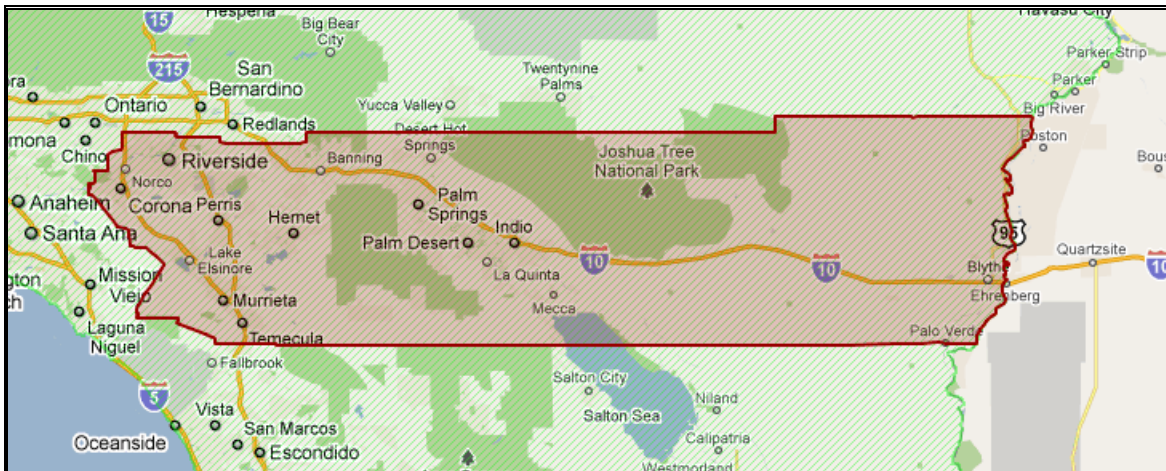 15
Hesperia
Big Bear
City
Havasu City
Parker Strip
215
San
Bernardino
Twentynine
Palms
Parker
Big River
Ontario
Yucca Valley
Redlands
Desert Hot
Springs
Poston
Chino
Riverside
Banning
Joshua Tree
National Park
Norco
Corona
Perris
Hemet
Palm
Springs
Anaheim
Santa Ana
Indio
95
Palm Desert
Quartzsite
Lake
Elsinore
La Quinta
10
10
10
Mission
Viejo
Blythe
Ehrenberg
Murrieta
Mecca
Laguna
Niguel
Temecula
Palo Verde
Fallbrook
Salton City
5
Niland
Vista
Salton Sea
Oceanside
San Marcos
Calipatria
Escondido
Westmorland